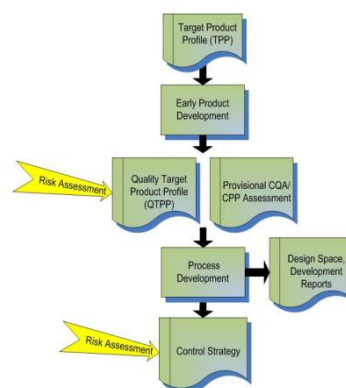 Target Product
Profile (TPP)
Early Product
Development
Risk Assessment
Quality Target
Product Profile
(QTPP)
Provisional CQA/
CPP Assessment
Process
Development
Design Space,
Development
Reports
Risk Assessment
Control Strategy